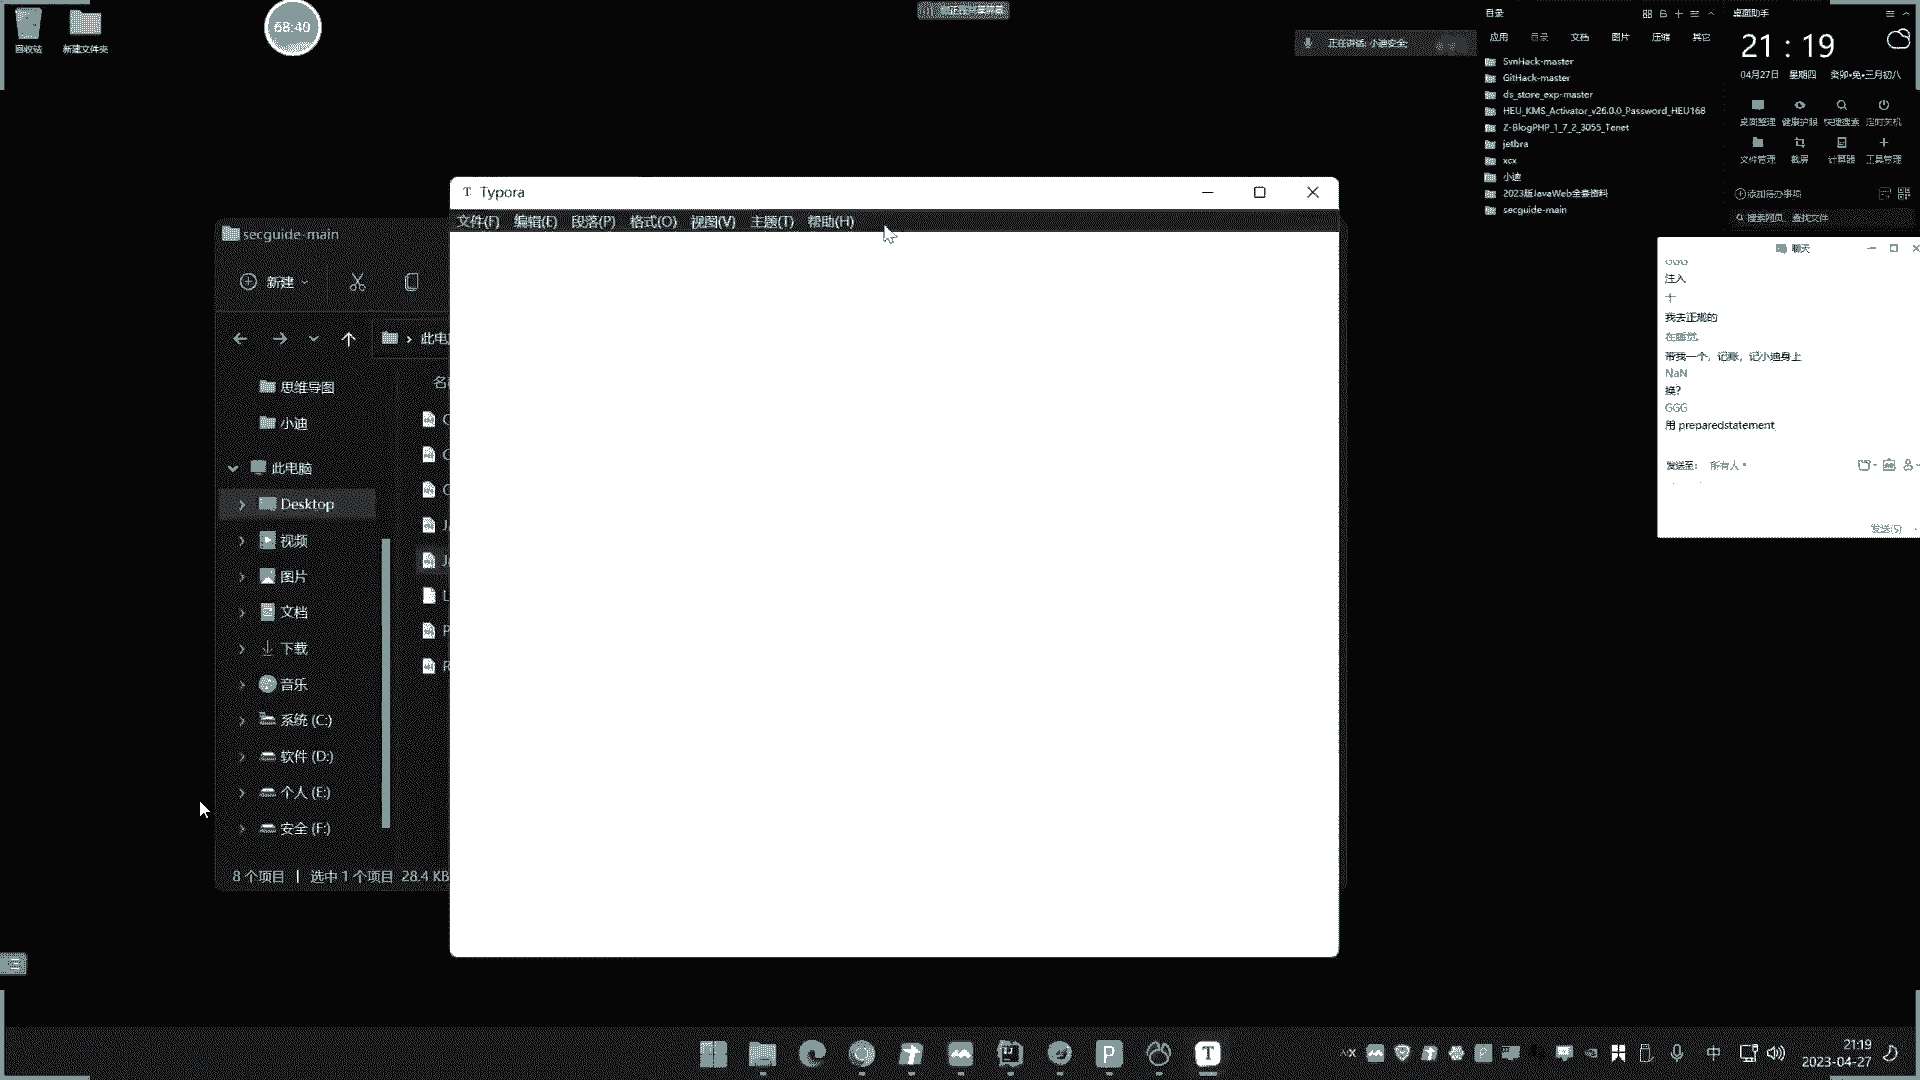 回收站
新建文件夹
68:40
正在讲话: 小迪安全;
目录
应用
目录
文档
图片
压缩
其它
SvnHack-master
GitHack-master
ds_store_exp-master
HEU_KMS_Activator_v26.0.0_Password_HEU168
Z-BlogPHP_1_7_2_3055_Tenet
jetbra
xcx
小迪
2023版JavaWeb全套资料
secguide-main
桌面助手
21 : 19
04月27日 星期四 癸卯•兔•三月初八
桌面整理
健康护眼
快捷搜索
定时关机
文件管理
截屏
计算器
工具管理
添加待办事项
搜索网页、查找文件
聊天
GGG
注入
十
我去正规的
在睡觉.
带我一个，记账，记小迪身上
NaN
换?
GGG
用 preparedstatement
发送至: 所有人
发送(S)
secguide-main
新建
此电
思维导图
小迪
此电脑
Desktop
视频
图片
文档
下载
音乐
系统 (C:)
软件 (D:)
个人 (E:)
安全 (F:)
8 个项目
选中 1 个项目 28.4 KB
T Typora
文件(F) 编辑(E) 段落(P) 格式(O) 视图(V) 主题(T) 帮助(H)
中
21:19
2023-04-27